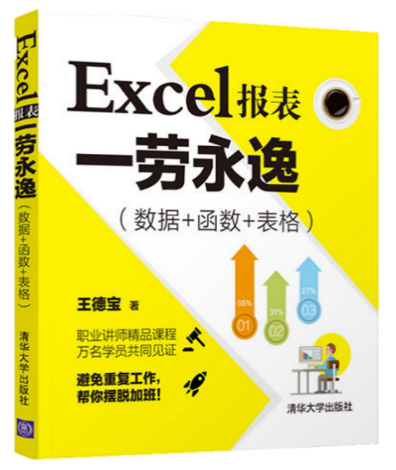 Excel报表
一劳永逸
(数据+函数+表格)
王德宝 著
清华大学出版社
Excel报表
一劳永逸
(数据+函数+表格)
55%
01
31%
02
27%
03
王德宝 著
职业讲师精品课程
万名学员共同见证
避免重复工作,
帮你摆脱加班!
清华大学出版社